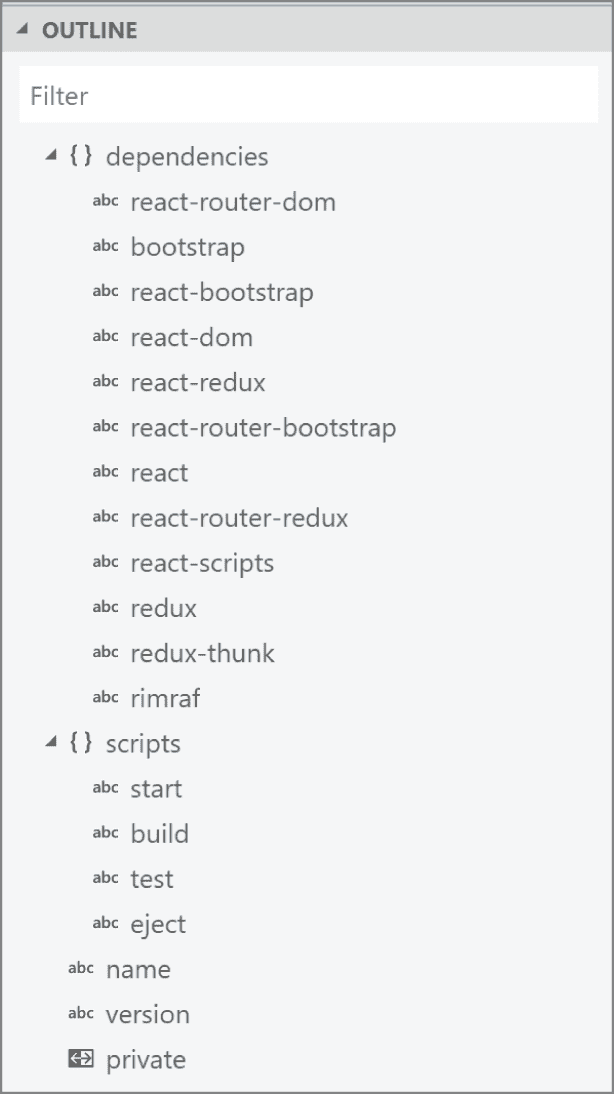 OUTLINE
Filter
{ } dependencies
abc react-router-dom
abc bootstrap
abc react-bootstrap
abc react-dom
abc react-redux
abc react-router-bootstrap
abc react
abc react-router-redux
abc react-scripts
abc redux
abc redux-thunk
abc rimraf
{ } scripts
abc start
abc build
abc test
abc eject
abc name
abc version
private